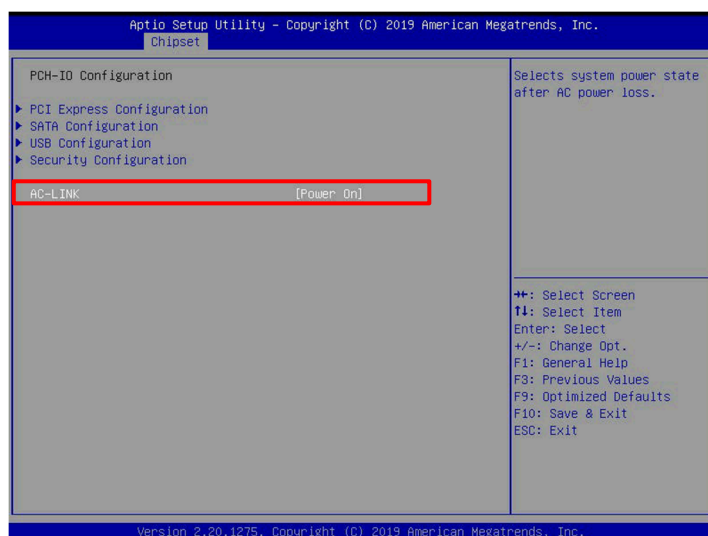 Aptio Setup Utility - Copyright (C) 2019 American Megatrends, Inc.
Chipset
PCH-IO Configuration
PCI Express Configuration
SATA Configuration
USB Configuration
Security Configuration
AC-LINK [Power On]
Selects system power state
after AC power loss.
→←: Select Screen
↑↓: Select Item
Enter: Select
+/-: Change Opt.
F1: General Help
F3: Previous Values
F9: Optimized Defaults
F10: Save & Exit
ESC: Exit
Version 2.20.1275. Copyright (C) 2019 American Megatrends, Inc.